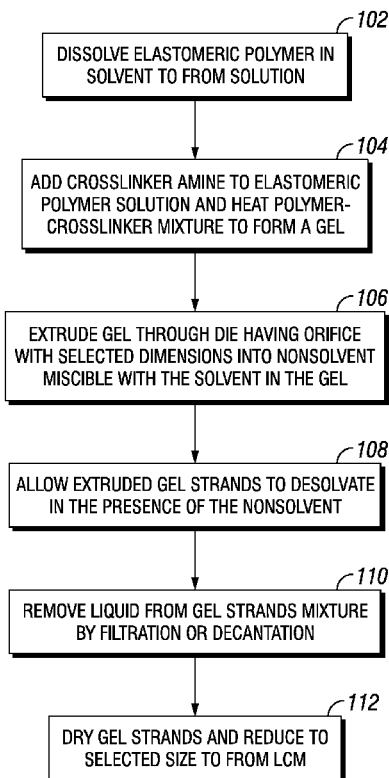 102
DISSOLVE ELASTOMERIC POLYMER IN
SOLVENT TO FROM SOLUTION
104
ADD CROSSLINKER AMINE TO ELASTOMERIC
POLYMER SOLUTION AND HEAT POLYMER-
CROSSLINKER MIXTURE TO FORM A GEL
106
EXTRUDE GEL THROUGH DIE HAVING ORIFICE
WITH SELECTED DIMENSIONS INTO NONSOLVENT
MISCIBLE WITH THE SOLVENT IN THE GEL
108
ALLOW EXTRUDED GEL STRANDS TO DESOLVATE
IN THE PRESENCE OF THE NONSOLVENT
110
REMOVE LIQUID FROM GEL STRANDS MIXTURE
BY FILTRATION OR DECANTATION
112
DRY GEL STRANDS AND REDUCE TO
SELECTED SIZE TO FROM LCM